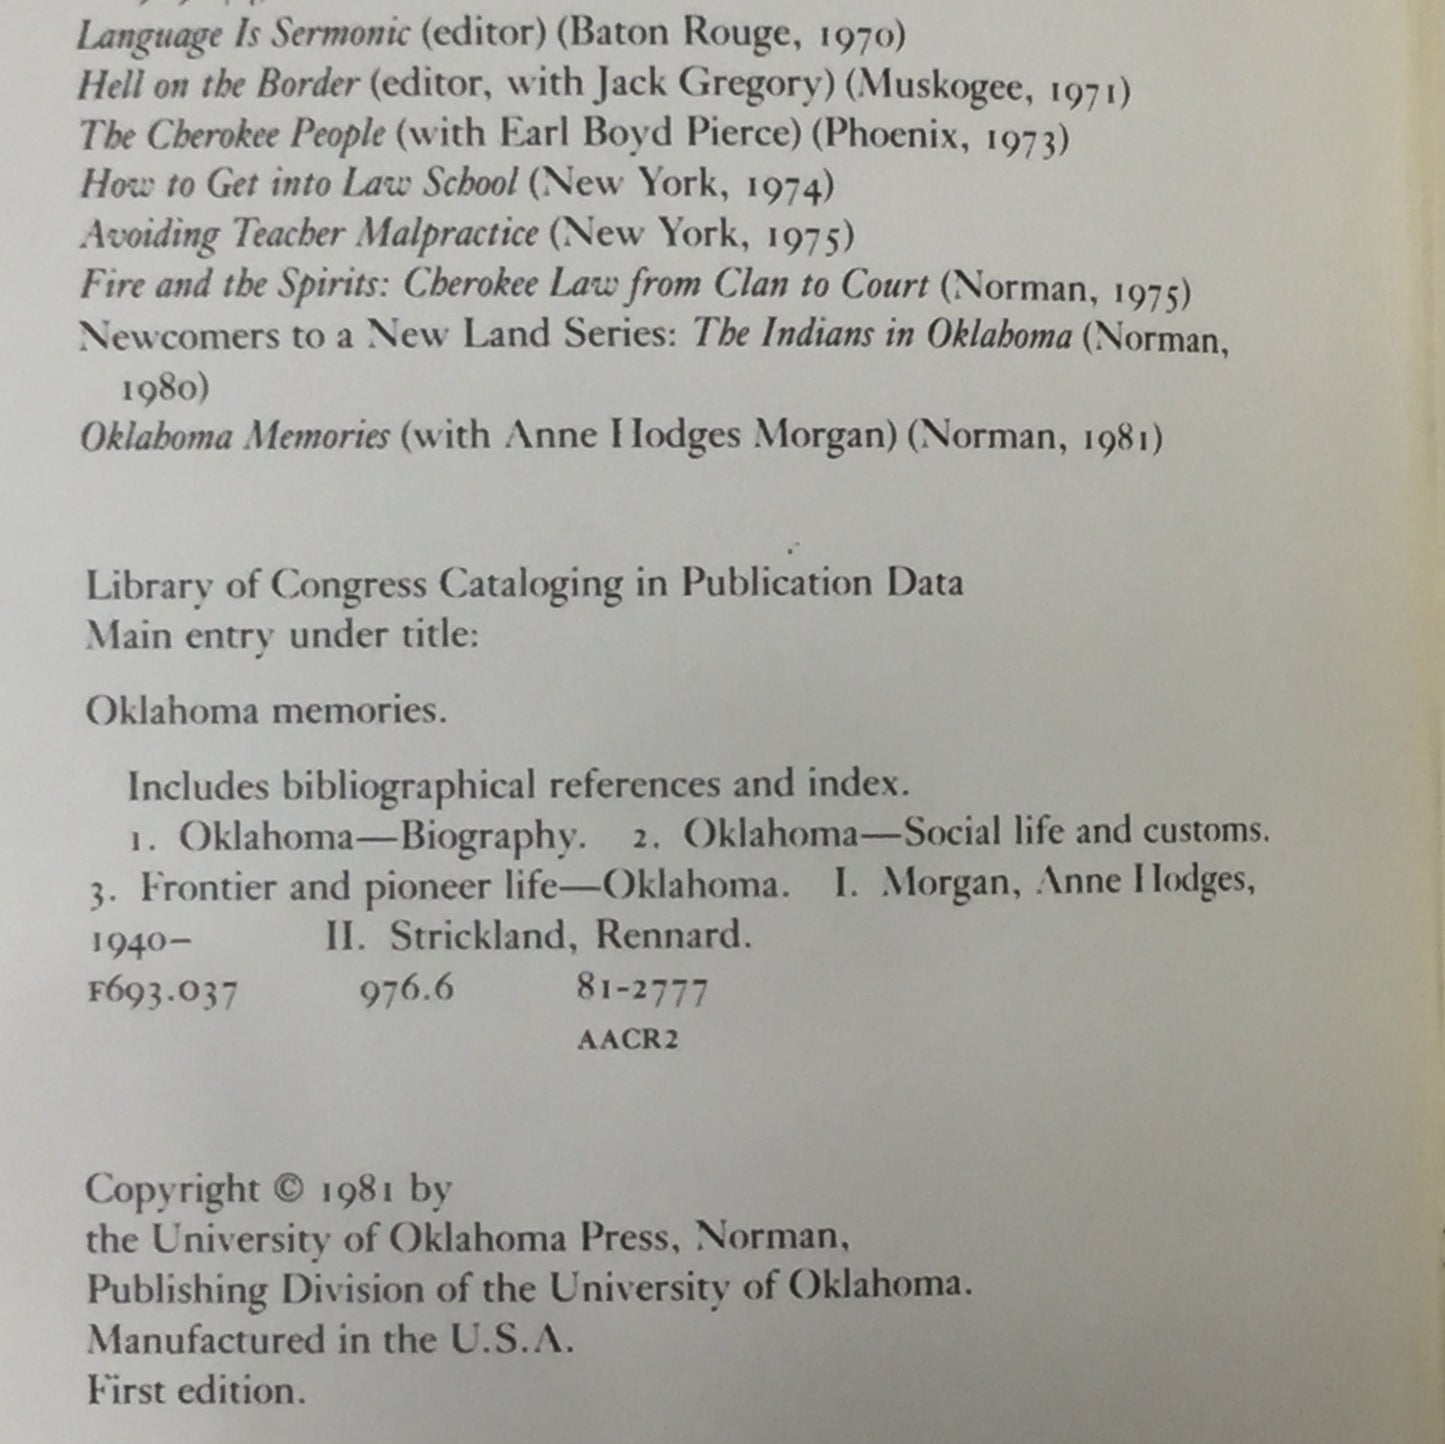 Language Is Sermonic (editor) (Baton Rouge, 1970)
Hell on the Border (editor, with Jack Gregory) (Muskogee, 1971)
The Cherokee People (with Earl Boyd Pierce) (Phoenix, 1973)
How to Get into Law School (New York, 1974)
Avoiding Teacher Malpractice (New York, 1975)
Fire and the Spirits: Cherokee Law from Clan to Court (Norman, 1975)
Newcomers to a New Land Series: The Indians in Oklahoma (Norman,
1980)
Oklahoma Memories (with Anne Hodges Morgan) (Norman, 1981)
Library of Congress Cataloging in Publication Data
Main entry under title:
Oklahoma memories.
Includes bibliographical references and index.
1. Oklahoma—Biography. 2. Oklahoma—Social life and customs.
3. Frontier and pioneer life—Oklahoma. I. Morgan, Anne Hodges,
1940– II. Strickland, Rennard.
F693.037 976.6 81-2777
AACR2
Copyright © 1981 by
the University of Oklahoma Press, Norman,
Publishing Division of the University of Oklahoma.
Manufactured in the U.S.A.
First edition.